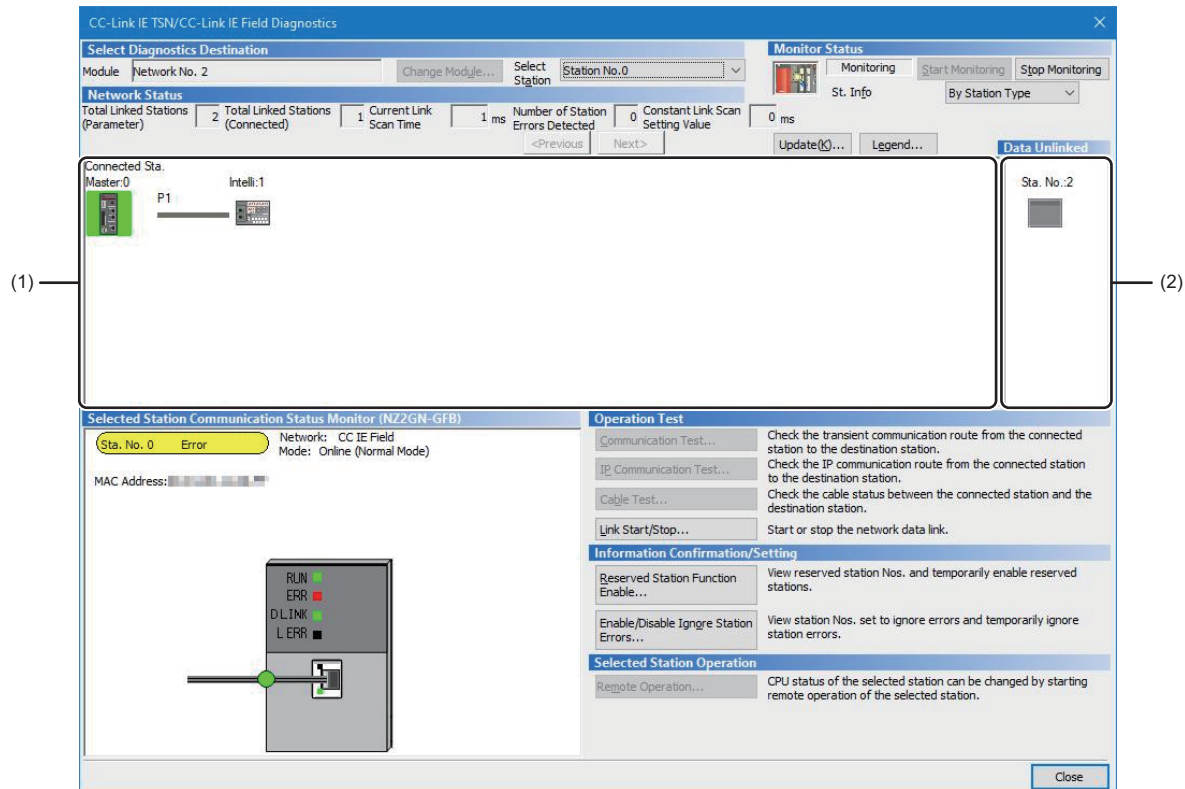 CC-Link IE TSN/CC-Link IE Field Diagnostics
Select Diagnostics Destination
Module Network No. 2 Change Module... Select Station Station No.0
Monitor Status
Monitoring Start Monitoring Stop Monitoring
St. Info By Station Type
Network Status
Total Linked Stations (Parameter) 2 Total Linked Stations (Connected) 1 Current Link Scan Time 1 ms Number of Station Errors Detected 0 Constant Link Scan Setting Value 0 ms
<Previous Next> Update(K)... Legend...
Data Unlinked
Connected Sta.
Master:0 Intelli:1
P1
Sta. No.:2
(1)
(2)
Selected Station Communication Status Monitor (NZ2GN-GFB)
Sta. No. 0 Error
Network: CC IE Field
Mode: Online (Normal Mode)
MAC Address:
RUN
ERR
D LINK
L ERR
Operation Test
Communication Test... Check the transient communication route from the connected
station to the destination station.
IP Communication Test... Check the IP communication route from the connected station
to the destination station.
Cable Test... Check the cable status between the connected station and the
destination station.
Link Start/Stop... Start or stop the network data link.
Information Confirmation/Setting
Reserved Station Function Enable... View reserved station Nos. and temporarily enable reserved
stations.
Enable/Disable Ignore Station Errors... View station Nos. set to ignore errors and temporarily ignore
station errors.
Selected Station Operation
Remote Operation... CPU status of the selected station can be changed by starting
remote operation of the selected station.
Close